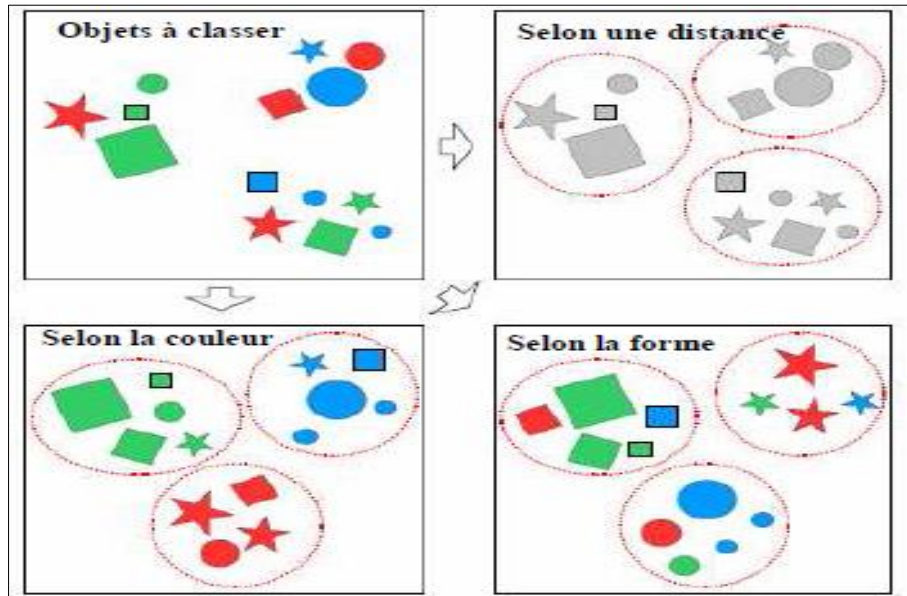 Objets à classer
Selon une distance
Selon la couleur
Selon la forme